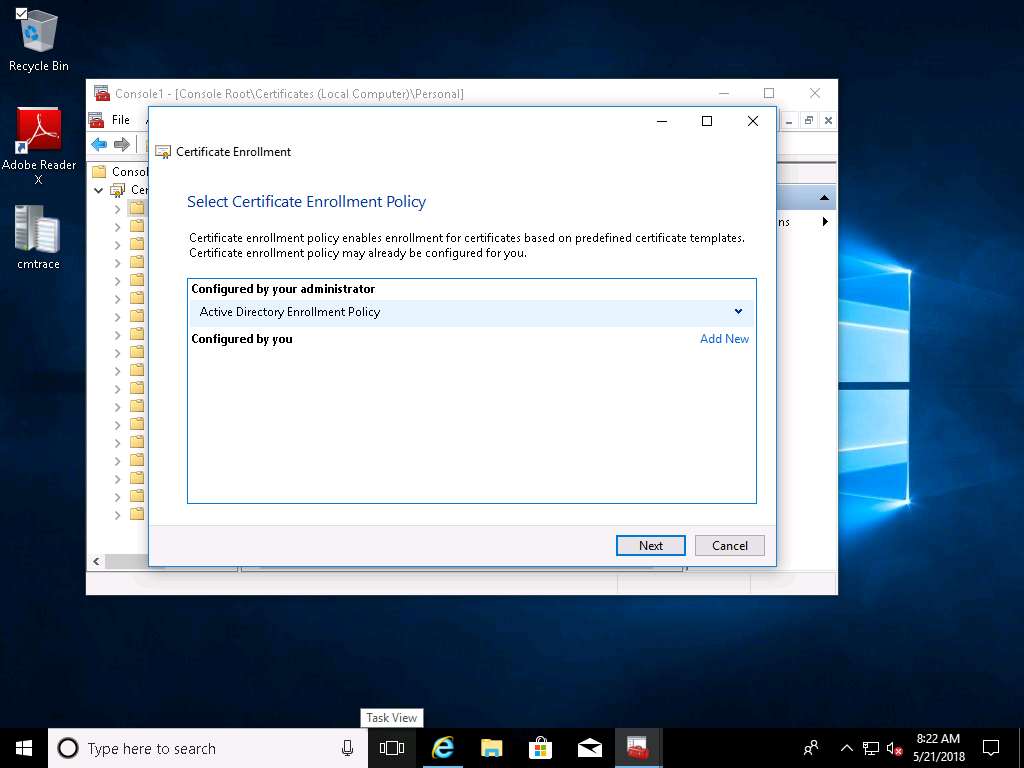 Recycle Bin
Adobe Reader
X
cmtrace
Console1 - [Console Root\Certificates (Local Computer)\Personal]
File
Consol
Cer
ns
Certificate Enrollment
Select Certificate Enrollment Policy
Certificate enrollment policy enables enrollment for certificates based on predefined certificate templates.
Certificate enrollment policy may already be configured for you.
Configured by your administrator
Active Directory Enrollment Policy
Configured by you
Add New
Next
Cancel
Task View
Type here to search
8:22 AM
5/21/2018